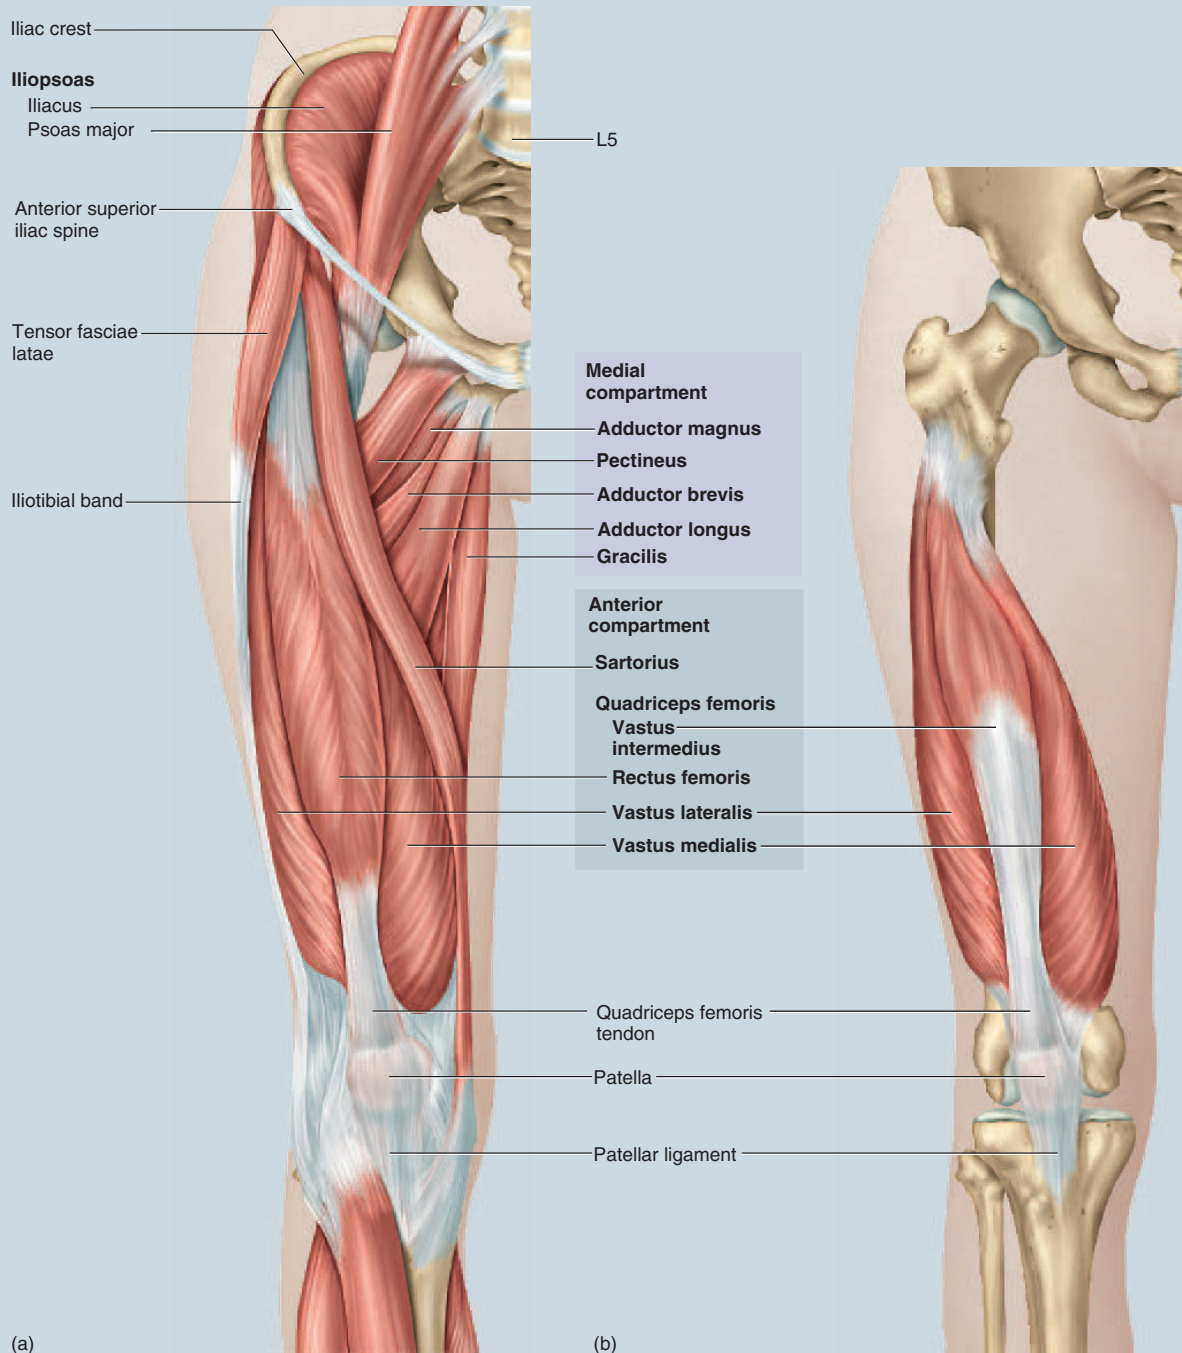 Iliac crest
Iliopsoas
Iliacus
Psoas major
Anterior superior
iliac spine
Tensor fasciae
latae
Iliotibial band
L5
Medial
compartment
Adductor magnus
Pectineus
Adductor brevis
Adductor longus
Gracilis
Anterior
compartment
Sartorius
Quadriceps femoris
Vastus
intermedius
Rectus femoris
Vastus lateralis
Vastus medialis
Quadriceps femoris
tendon
Patella
Patellar ligament
(a)
(b)